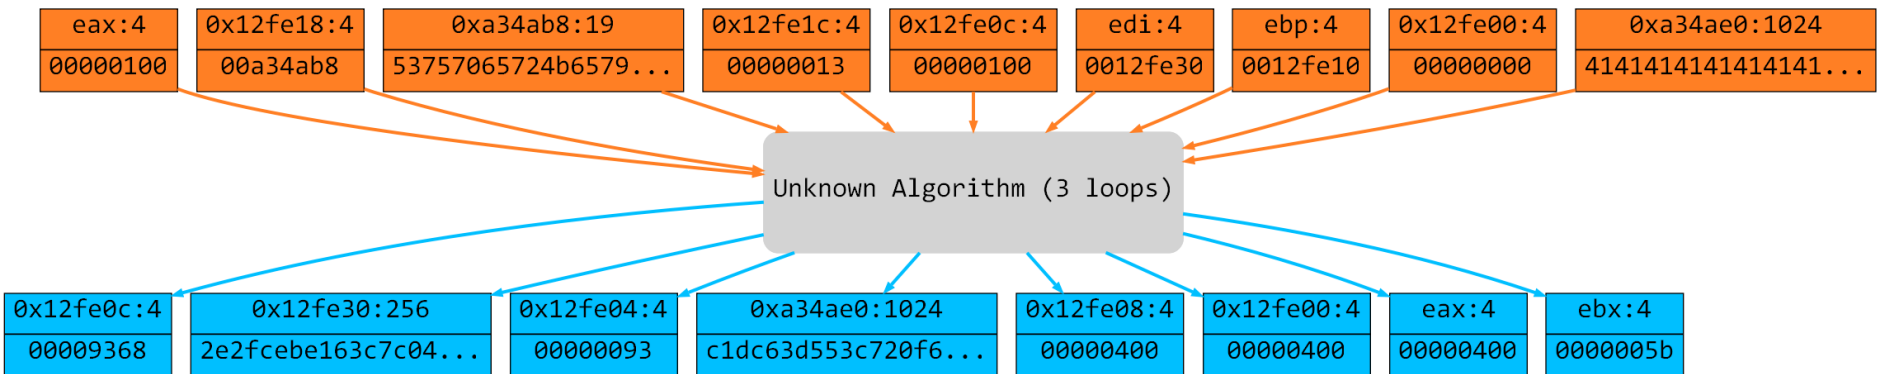 eax:4
00000100
0x12fe18:4
00a34ab8
0xa34ab8:19
53757065724b6579...
0x12fe1c:4
00000013
0x12fe0c:4
00000100
edi:4
0012fe30
ebp:4
0012fe10
0x12fe00:4
00000000
0xa34ae0:1024
4141414141414141...
Unknown Algorithm (3 loops)
0x12fe0c:4
00009368
0x12fe30:256
2e2fcebe163c7c04...
0x12fe04:4
00000093
0xa34ae0:1024
c1dc63d553c720f6...
0x12fe08:4
00000400
0x12fe00:4
00000400
eax:4
00000400
ebx:4
0000005b